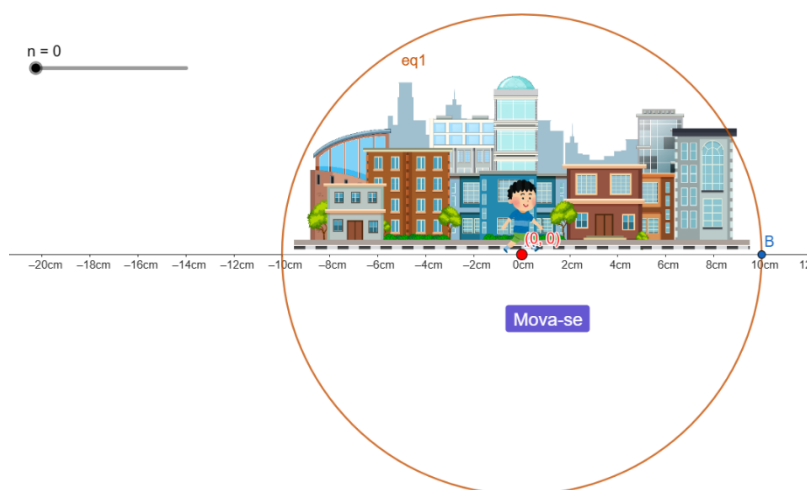 n = 0
eq1
(0, 0)
B
–20cm –18cm –16cm –14cm –12cm –10cm –8cm –6cm –4cm –2cm 0cm 2cm 4cm 6cm 8cm 10cm 12
Mova-se